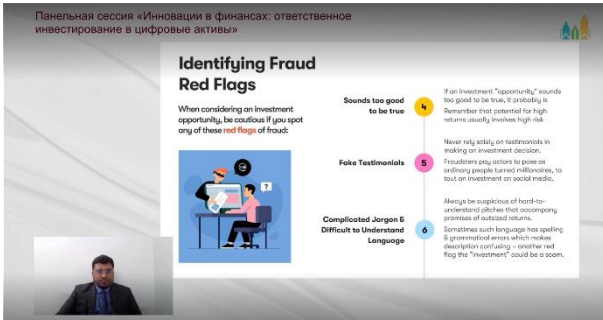 Панельная сессия «Инновации в финансах: ответственное
инвестирование в цифровые активы»
Identifying Fraud
Red Flags
When considering an investment
opportunity, be cautious if you spot
any of these red flags of fraud:
?
Sounds too good
to be true
4
If an investment "opportunity" sounds
too good to be true, it probably is
Remember that potential for high
returns usually involves high risk
Fake Testimonials
5
Never rely solely on testimonials in
making an investment decision.
Fraudsters pay actors to pose as
ordinary people turned millionaires, to
tout an investment on social media.
Complicated Jargon &
Difficult to Understand
Language
6
Always be suspicious of hard-to-
understand pitches that accompany
promises of outsized returns.
Sometimes such language has spelling
& grammatical errors which makes
description confusing – another red
flag the "investment" could be a scam.